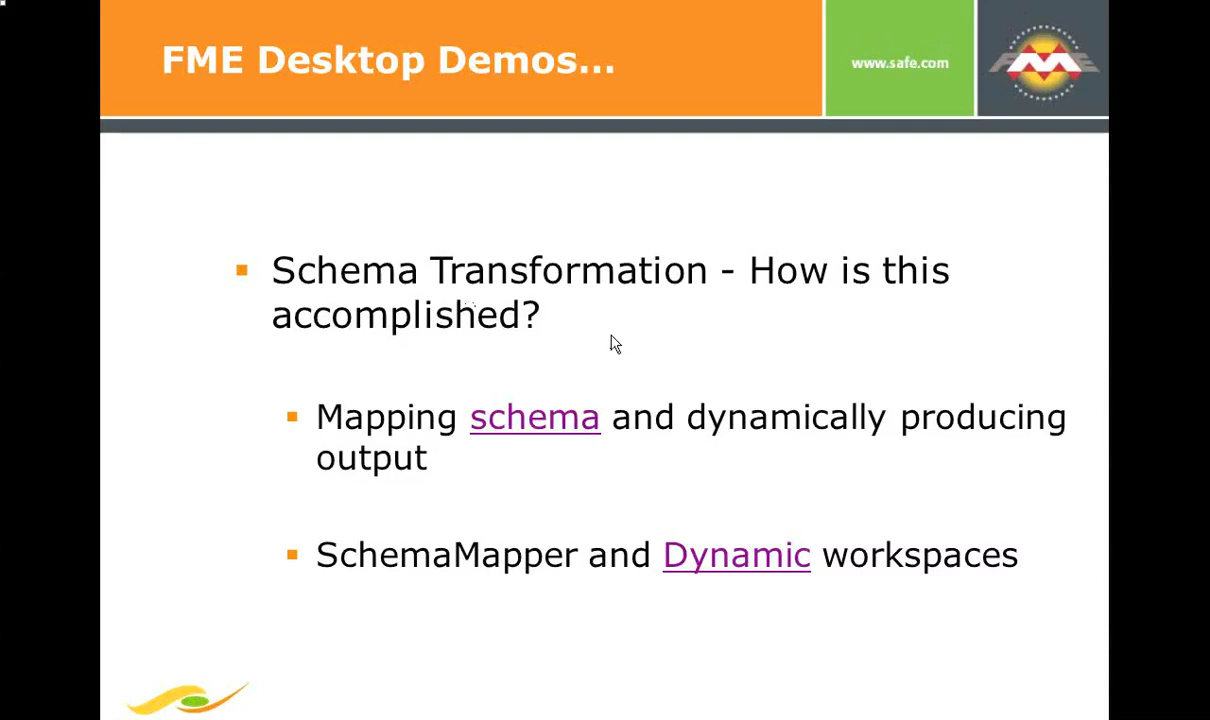 FME Desktop Demos...
www.safe.com
FME
Schema Transformation - How is this
accomplished?
Mapping schema and dynamically producing
output
SchemaMapper and Dynamic workspaces